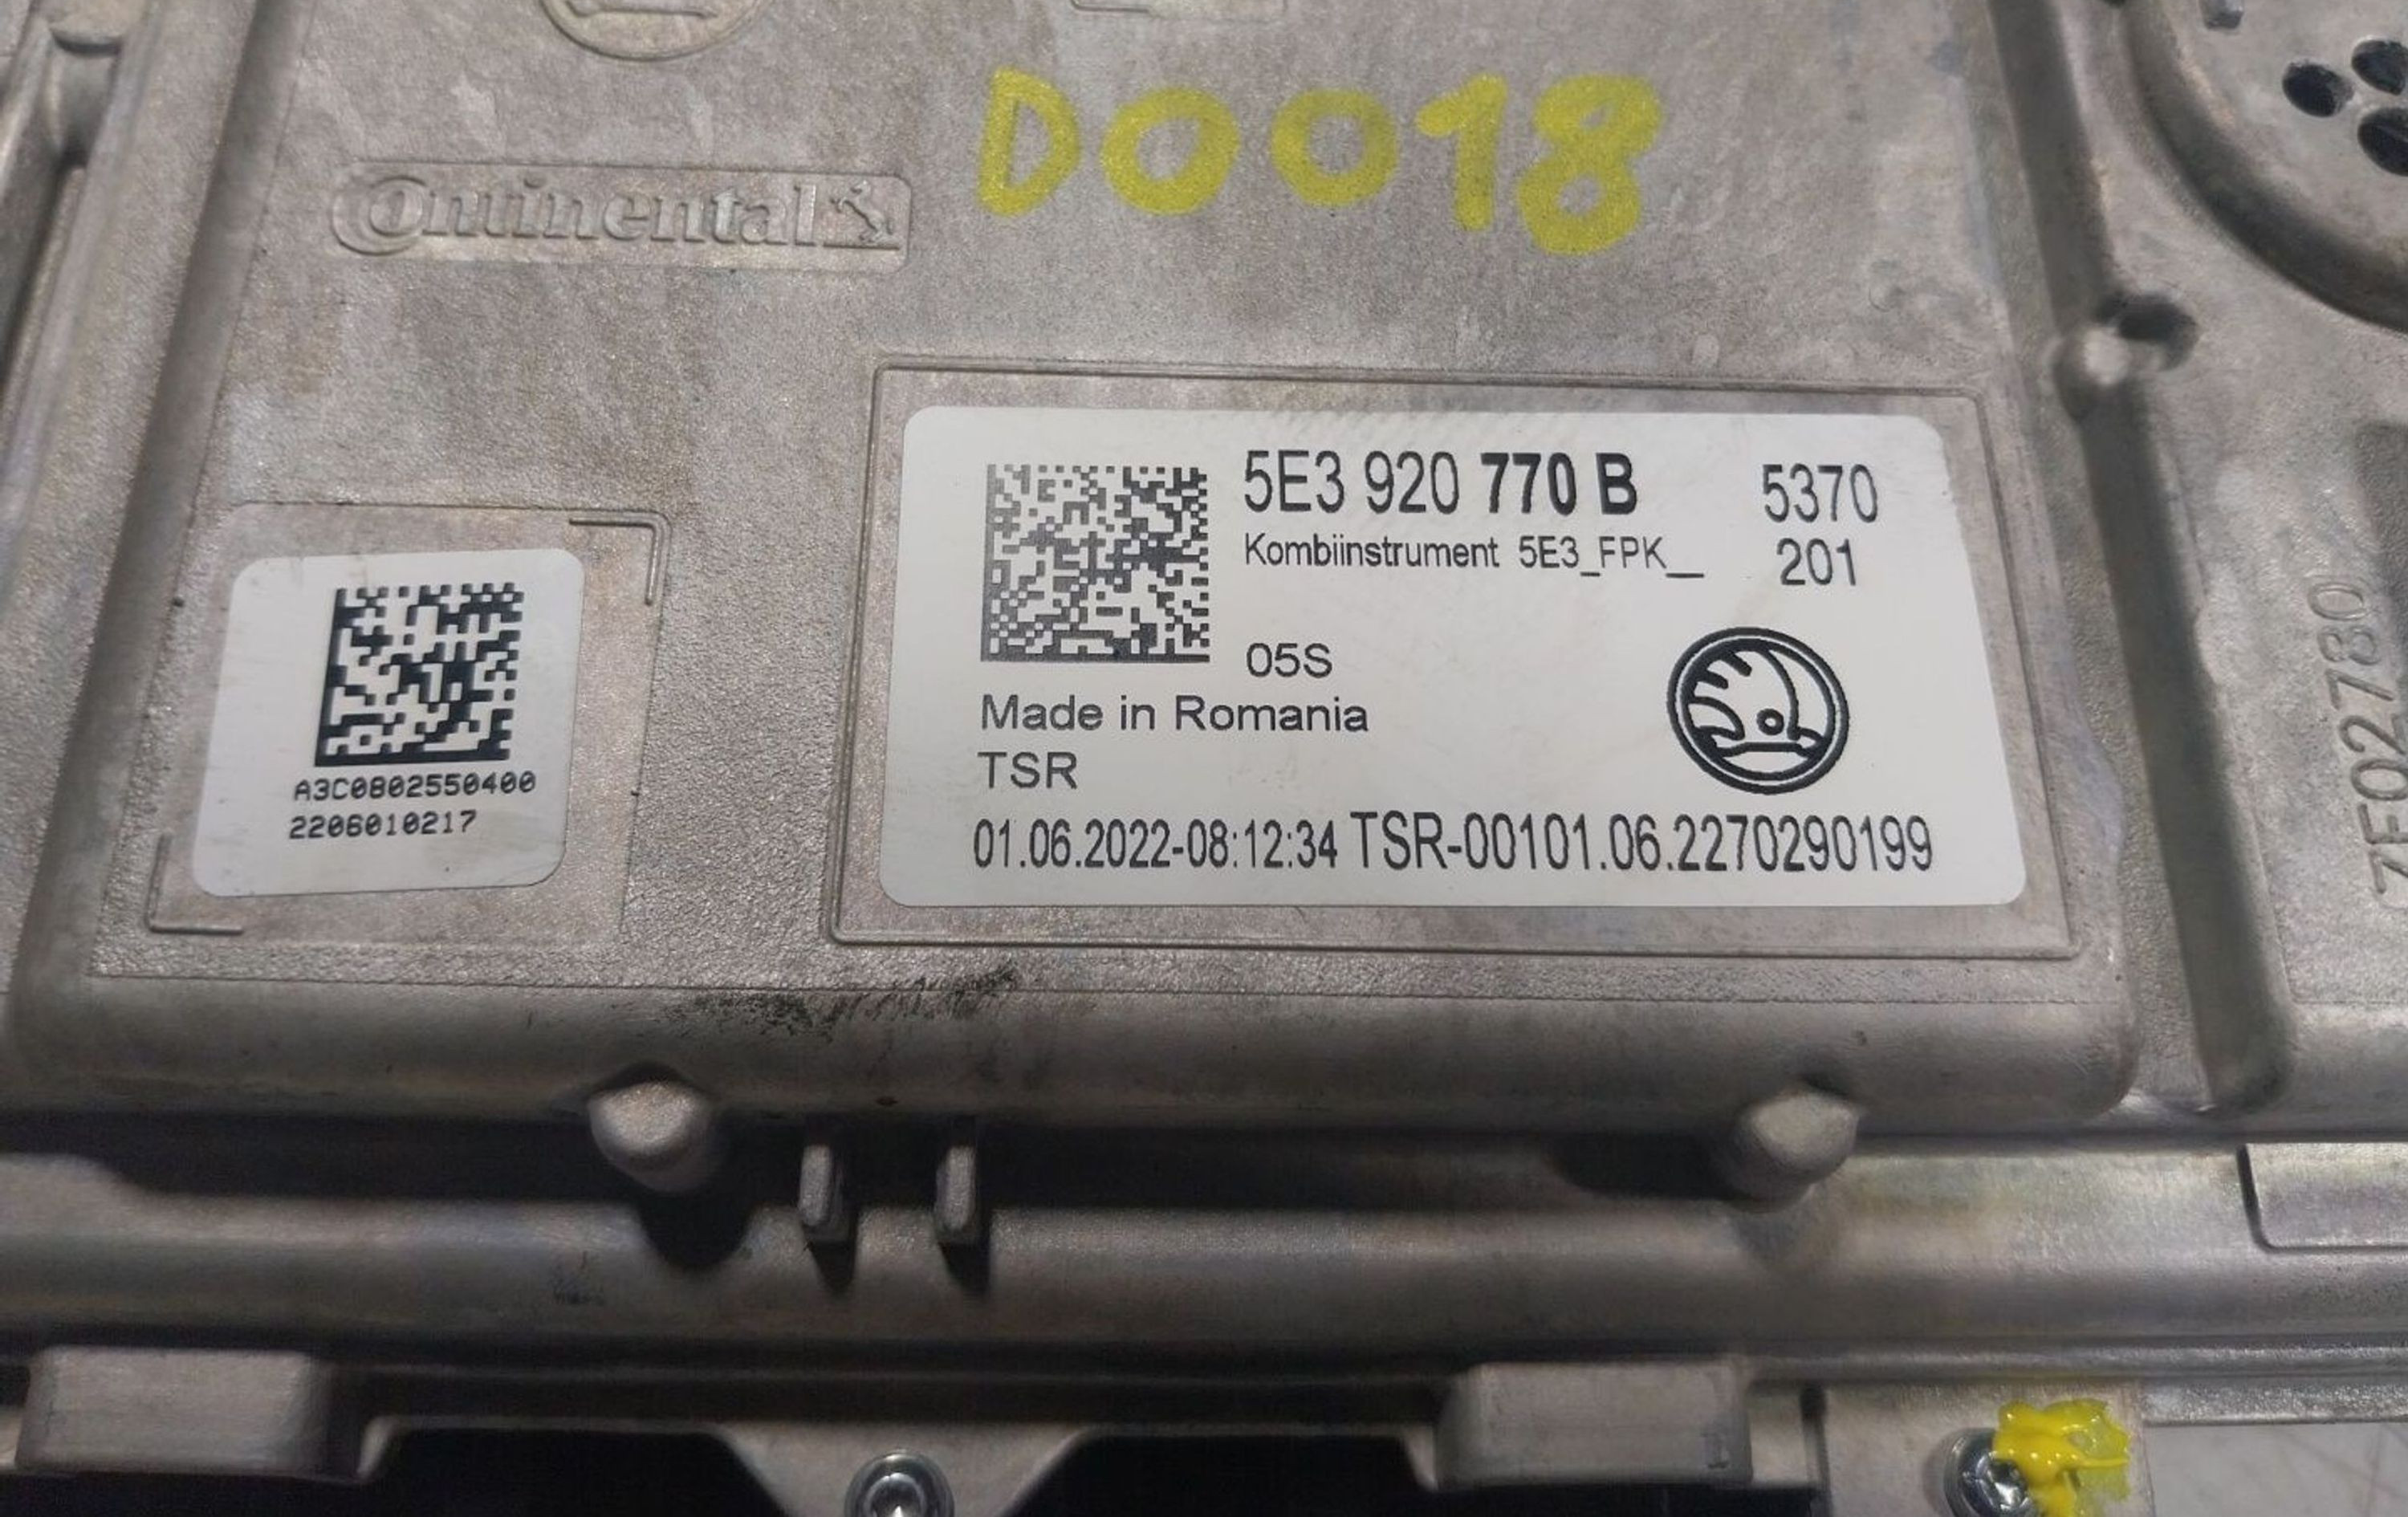 D0018
Continental
5E3 920 770 B 5370
Kombiinstrument 5E3_FPK__ 201
05S
Made in Romania
TSR
01.06.2022-08:12:34 TSR-00101.06.2270290199
A3C0802550400
2206010217
7E02780